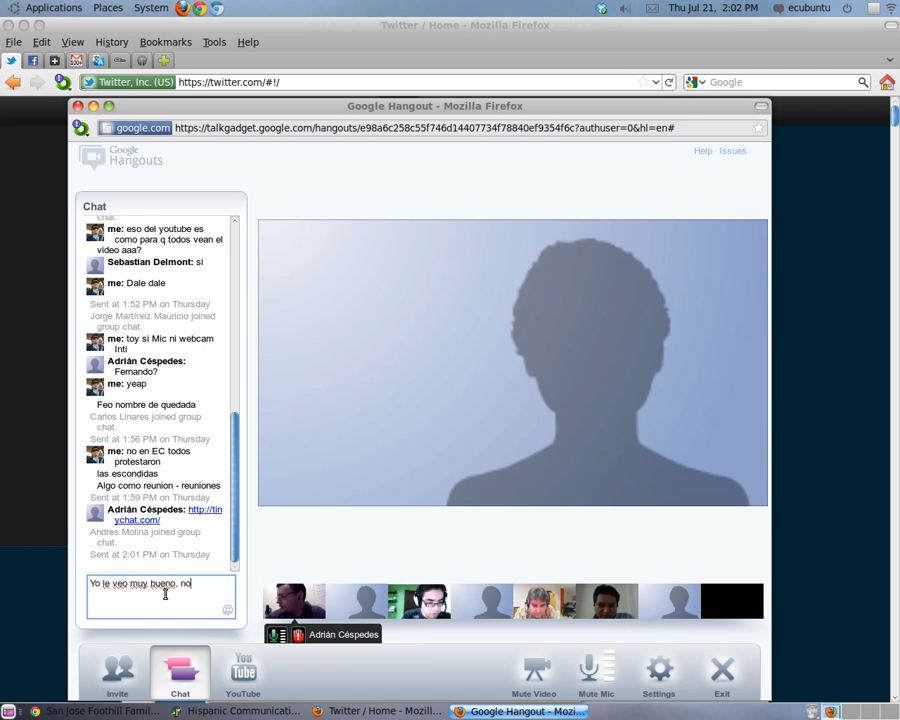 Applications Places System Thu Jul 21, 2:02 PM ecubuntu
Twitter / Home - Mozilla Firefox
File Edit View History Bookmarks Tools Help
Twitter, Inc. (US) https://twitter.com/#!/ Google
Google Hangout - Mozilla Firefox
google.com https://talkgadget.google.com/hangouts/e98a6c258c55f746d14407734f78840ef9354f6c?authuser=0&hl=en#
Google
Hangouts
Help Issues
Chat
chat.
me: eso del youtube es
como para q todos vean el
video aaa?
Sebastian Delmont: si
me: Dale dale
Sent at 1:52 PM on Thursday
Jorge Martínez Mauricio joined
group chat.
me: toy si Mic ni webcam
Inti
Adrián Céspedes:
Fernando?
me: yeap
Feo nombre de quedada
Carlos Linares joined group
chat.
Sent at 1:56 PM on Thursday
me: no en EC todos
protestaron
las escondidas
Algo como reunion - reuniones
Sent at 1:59 PM on Thursday
Adrián Céspedes: http://tin
ychat.com/
Andres Molina joined group
chat.
Sent at 2:01 PM on Thursday
Yo le veo muy bueno, no
Adrián Céspedes
You
Tube
Invite Chat YouTube Mute Video Mute Mic Settings Exit
San Jose Foothill Famil... Hispanic Communicati... Twitter / Home - Mozill... Google Hangout - Mozi...